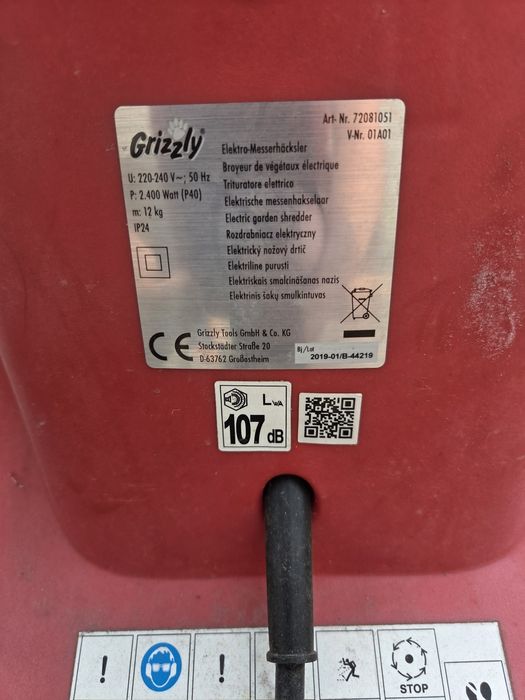 Grizzly®
Art- Nr. 72081051
V-Nr. 01A01
U: 220-240 V~; 50 Hz
P: 2.400 Watt (P40)
m: 12 kg
IP24
Elektro-Messerhäcksler
Broyeur de végétaux électrique
Trituratore elettrico
Elektrische messenhakselaar
Electric garden shredder
Rozdrabniacz elektryczny
Elektrický nožový drtič
Elektriline purusti
Elektriskais smalcināšanas nazis
Elektrinis šakų smulkintuvas
CE
Grizzly Tools GmbH & Co. KG
Stockstädter Straße 20
D-63762 Großostheim
Bj/Lot
2019-01/B-44219
LWA
107 dB
! !
STOP